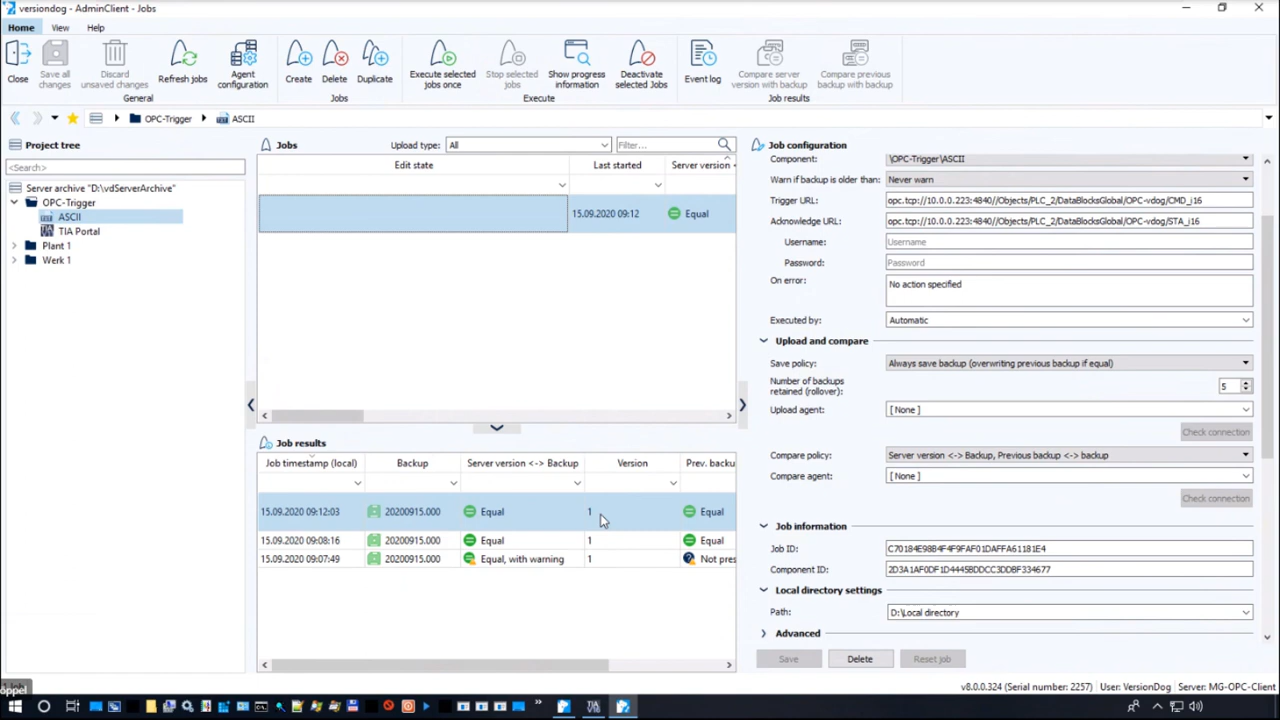 versiondog - AdminClient - Jobs
Home View Help
Close
Save all changes
Discard unsaved changes
Refresh jobs
Agent configuration
Create
Delete
Duplicate
Execute selected jobs once
Stop selected jobs
Show progress information
Deactivate selected Jobs
Event log
Compare server version with backup
Compare previous backup with backup
General
Jobs
Execute
Job results
OPC-Trigger ASCII
Project tree
<Search>
Server archive "D:\vdServerArchive"
OPC-Trigger
ASCII
TIA Portal
Plant 1
Werk 1
Jobs Upload type: All Filter...
Edit state Last started Server version <
15.09.2020 09:12 Equal
Job results
Job timestamp (local) Backup Server version <-> Backup Version Prev. backu
15.09.2020 09:12:03 20200915.000 Equal 1 Equal
15.09.2020 09:08:16 20200915.000 Equal 1 Equal
15.09.2020 09:07:49 20200915.000 Equal, with warning 1 Not pres
Job configuration
Component: \OPC-Trigger\ASCII
Warn if backup is older than: Never warn
Trigger URL: opc.tcp://10.0.0.223:4840//Objects/PLC_2/DataBlocksGlobal/OPC-vdog/CMD_i16
Acknowledge URL: opc.tcp://10.0.0.223:4840//Objects/PLC_2/DataBlocksGlobal/OPC-vdog/STA_i16
Username: Username
Password: Password
On error: No action specified
Executed by: Automatic
Upload and compare
Save policy: Always save backup (overwriting previous backup if equal)
Number of backups retained (rollover): 5
Upload agent: [ None ]
Check connection
Compare policy: Server version <-> Backup, Previous backup <-> backup
Compare agent: [ None ]
Check connection
Job information
Job ID: C70184E98B4F4F9FAF01DAFFA61181E4
Component ID: 2D3A1AF0DF1D4445BDDCC3DDBF334677
Local directory settings
Path: D:\Local directory
Advanced
Save Delete Reset job
1 Job
öppel
v8.0.0.324 (Serial number: 2257) User: VersionDog Server: MG-OPC-Client